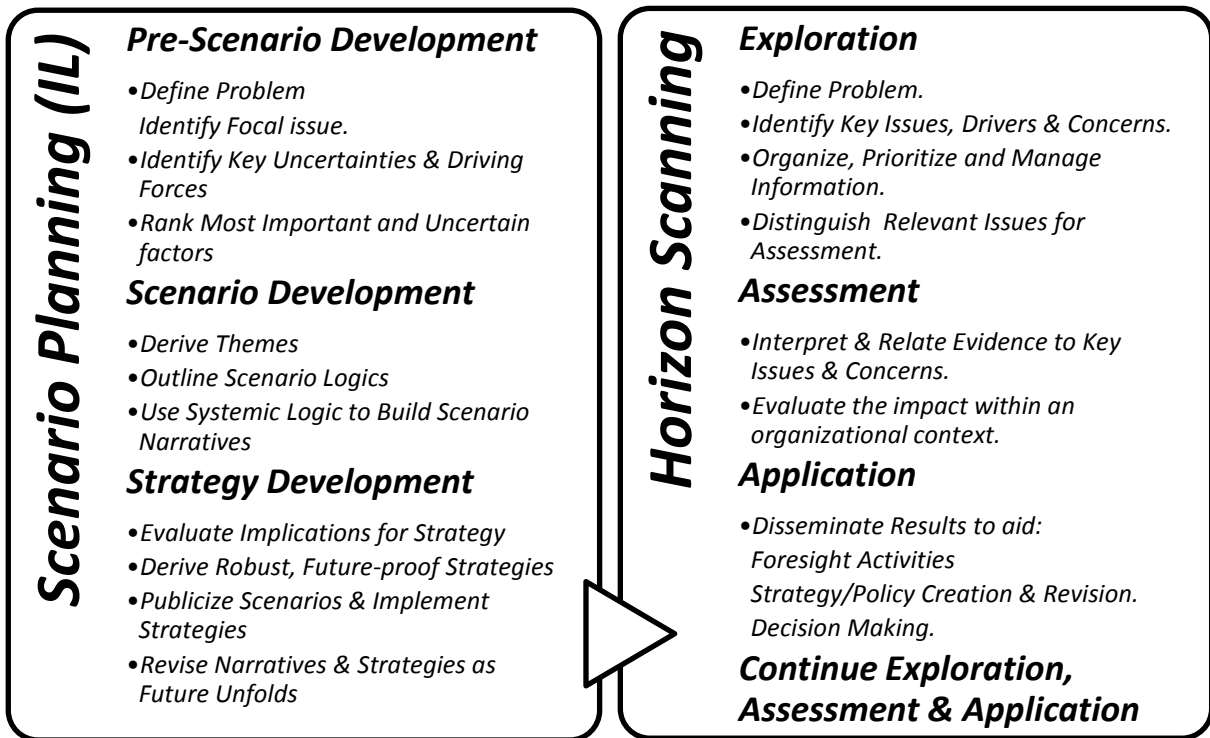 Scenario Planning (IL)
Pre-Scenario Development
•Define Problem
Identify Focal issue.
•Identify Key Uncertainties & Driving
Forces
•Rank Most Important and Uncertain
factors
Scenario Development
•Derive Themes
•Outline Scenario Logics
•Use Systemic Logic to Build Scenario
Narratives
Strategy Development
•Evaluate Implications for Strategy
•Derive Robust, Future-proof Strategies
•Publicize Scenarios & Implement
Strategies
•Revise Narratives & Strategies as
Future Unfolds
Horizon Scanning
Exploration
•Define Problem.
•Identify Key Issues, Drivers & Concerns.
•Organize, Prioritize and Manage
Information.
•Distinguish Relevant Issues for
Assessment.
Assessment
•Interpret & Relate Evidence to Key
Issues & Concerns.
•Evaluate the impact within an
organizational context.
Application
•Disseminate Results to aid:
Foresight Activities
Strategy/Policy Creation & Revision.
Decision Making.
Continue Exploration,
Assessment & Application